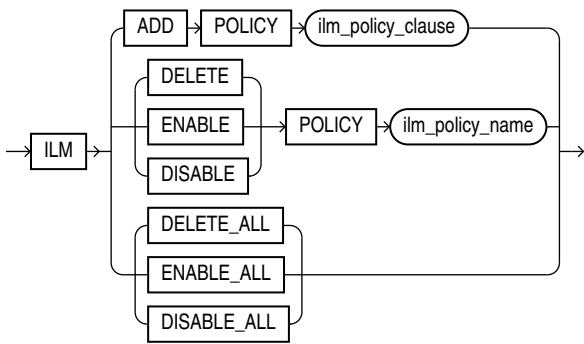 ADD POLICY ilm_policy_clause
DELETE
ENABLE
DISABLE
POLICY ilm_policy_name
ILM
DELETE_ALL
ENABLE_ALL
DISABLE_ALL